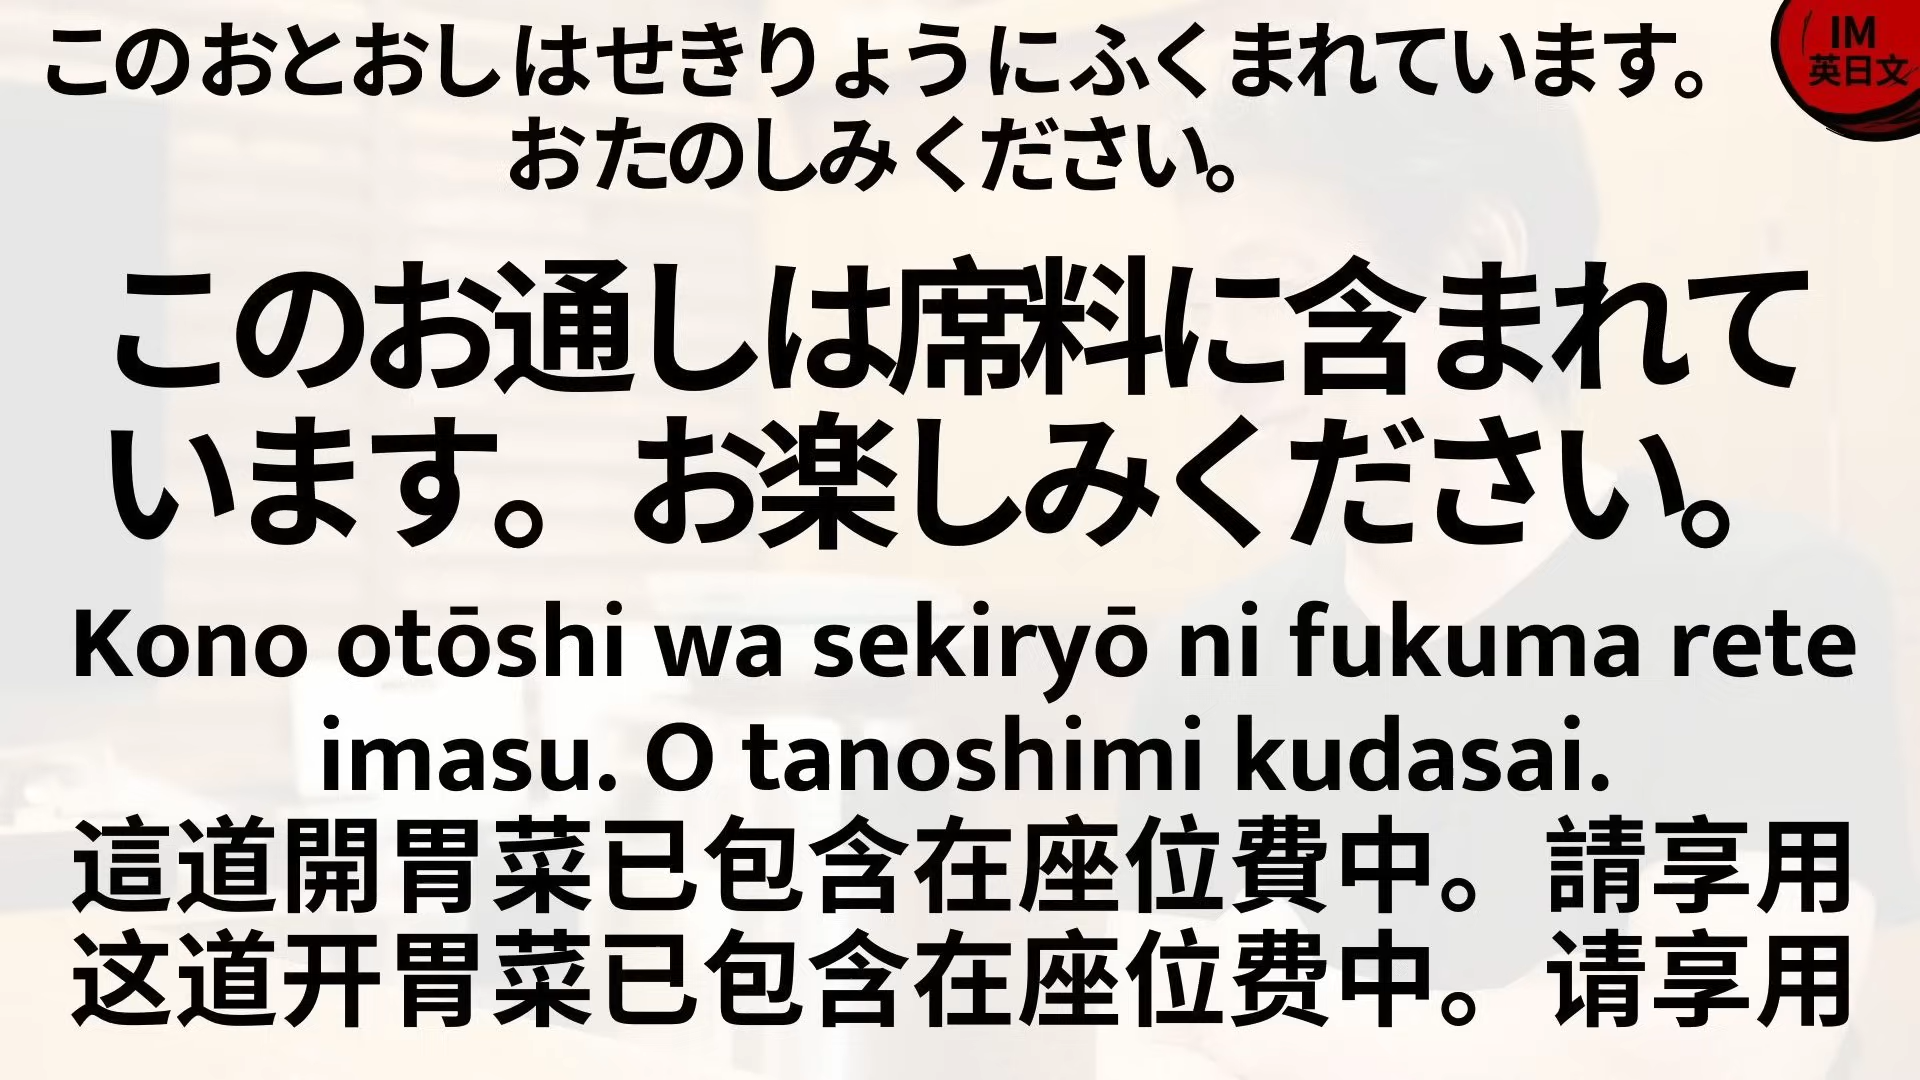 このおとおしはせきりょうにふくまれています。
おたのしみください。
IM
英日文
このお通しは席料に含まれて
います。お楽しみください。
Kono otōshi wa sekiryō ni fukuma rete
imasu. O tanoshimi kudasai.
這道開胃菜已包含在座位費中。請享用
这道开胃菜已包含在座位费中。请享用